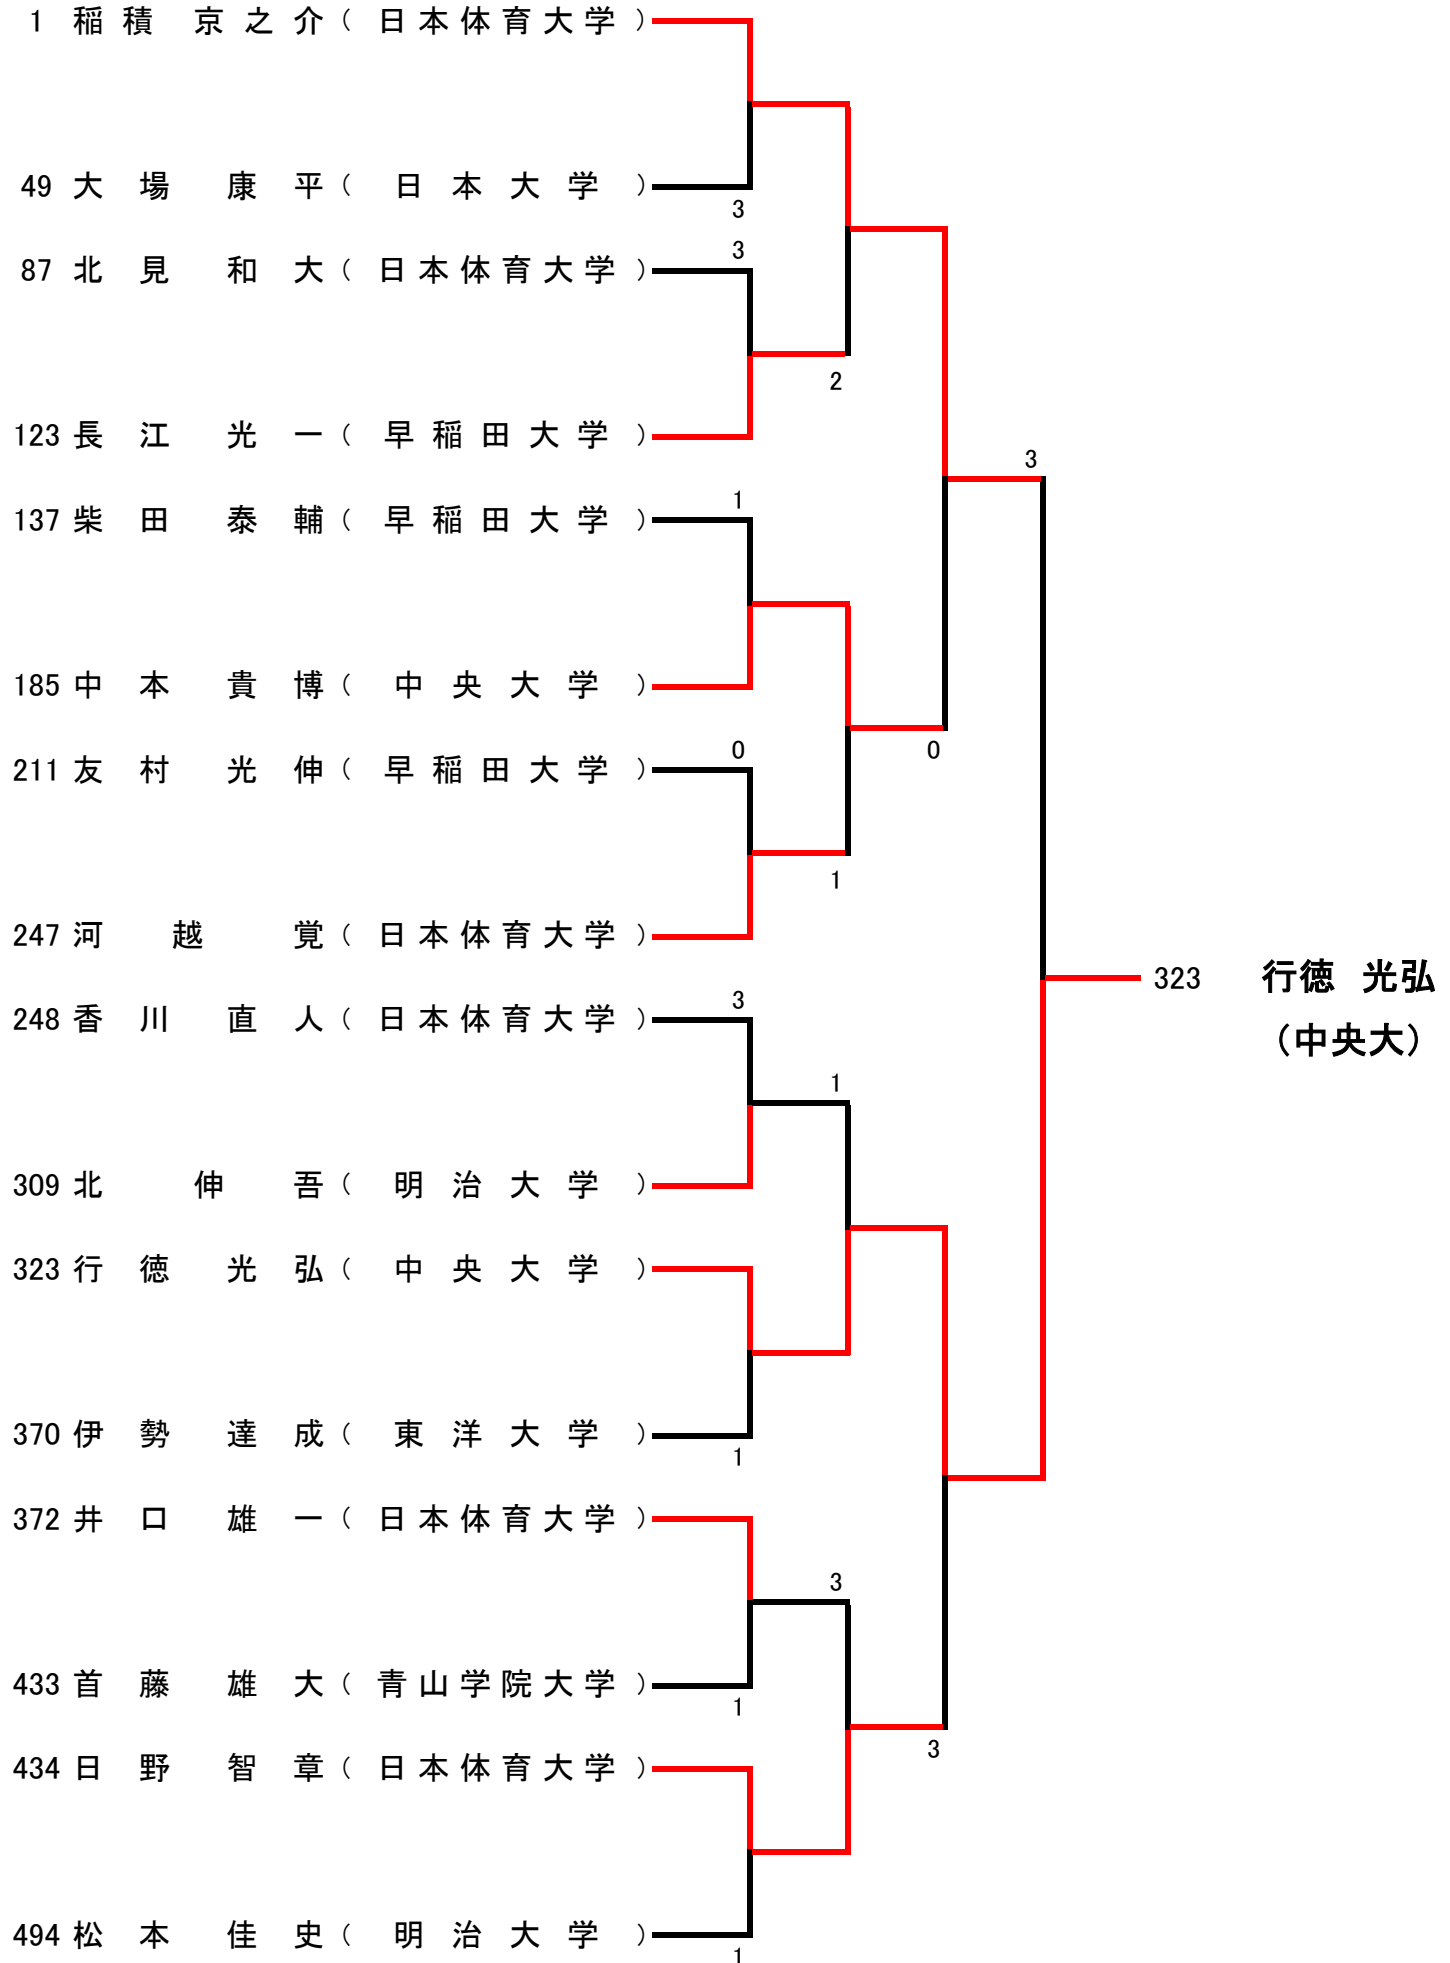 1 稲積 京之介 ( 日本体育大学 )
49 大場 康平 ( 日本大学 )
3
3
87 北見 和大 ( 日本体育大学 )
2
123 長江 光一 ( 早稲田大学 )
3
1
137 柴田 泰輔 ( 早稲田大学 )
185 中本 貴博 ( 中央大学 )
0
0
211 友村 光伸 ( 早稲田大学 )
1
247 河越 覚 ( 日本体育大学 )
323 行徳 光弘
(中央大)
3
248 香川 直人 ( 日本体育大学 )
1
309 北 伸吾 ( 明治大学 )
323 行徳 光弘 ( 中央大学 )
370 伊勢 達成 ( 東洋大学 )
1
372 井口 雄一 ( 日本体育大学 )
3
433 首藤 雄大 ( 青山学院大学 )
1
3
434 日野 智章 ( 日本体育大学 )
494 松本 佳史 ( 明治大学 )
1